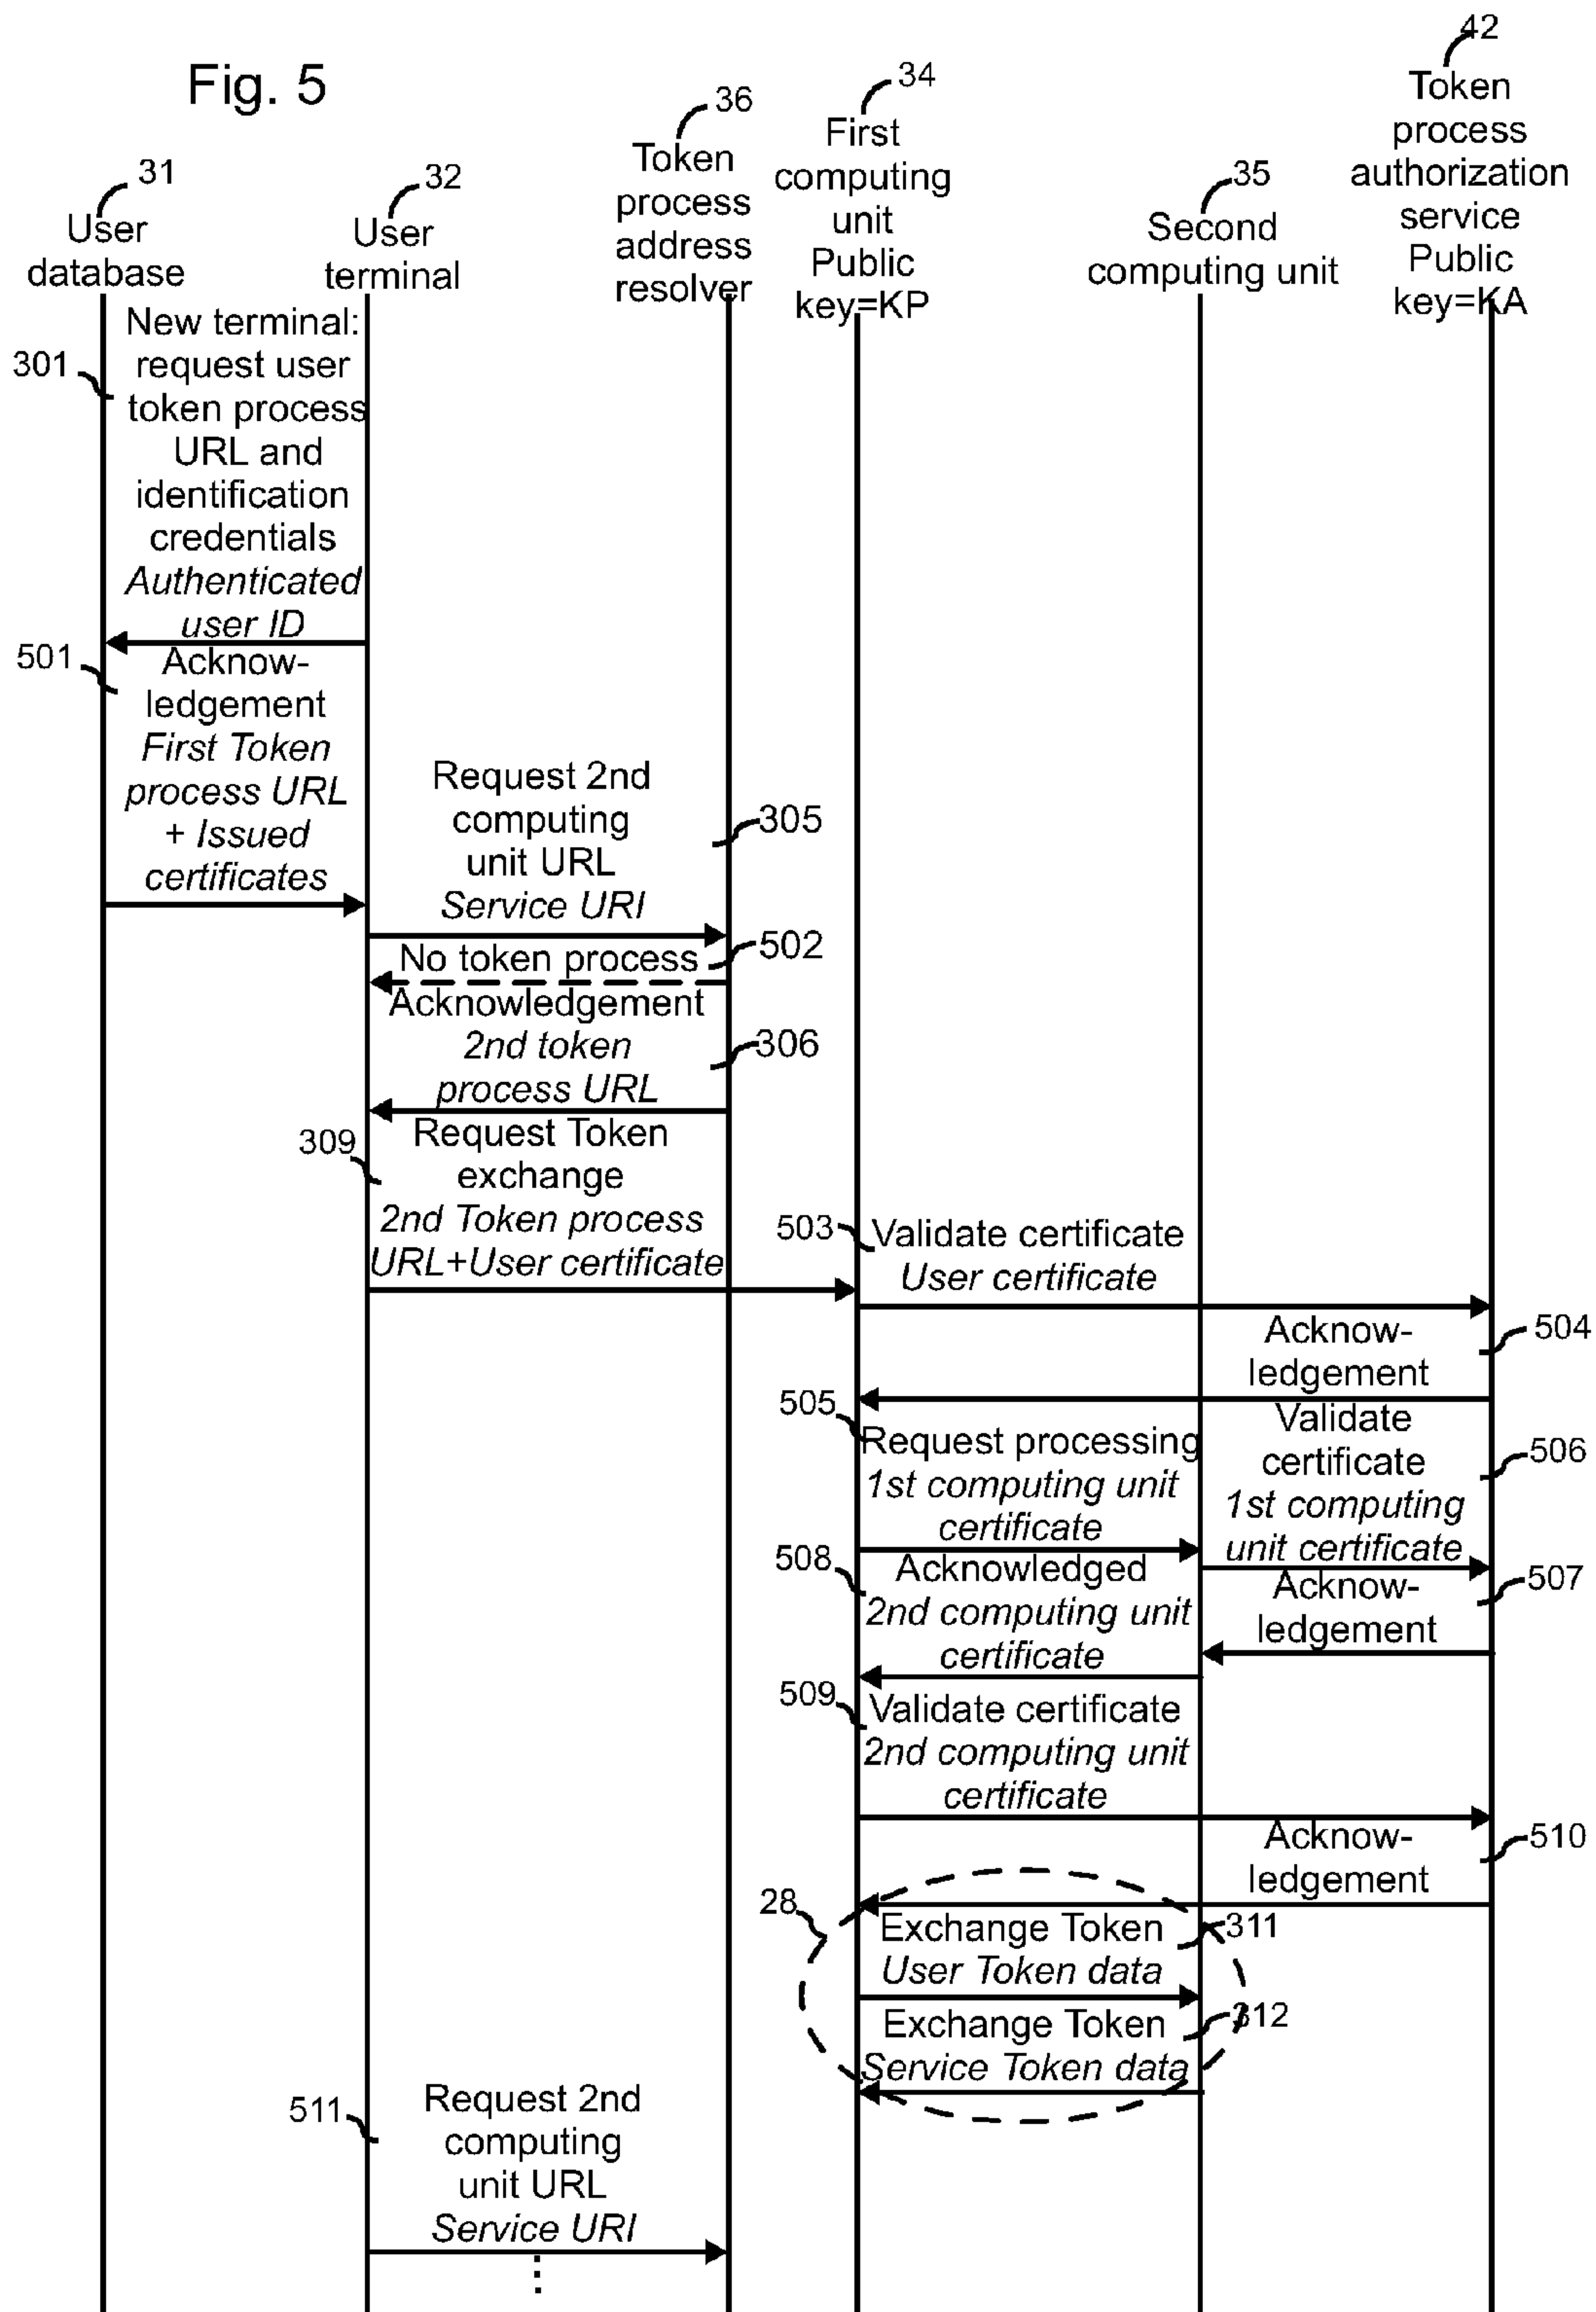 Fig. 5
31
User
database
32
User
terminal
36
Token
process
address
resolver
34
First
computing
unit
Public
key=KP
35
Second
computing unit
42
Token
process
authorization
service
Public
key=KA
301
New terminal:
request user
token process
URL and
identification
credentials
Authenticated
user ID
501
Acknow-
ledgement
First Token
process URL
+ Issued
certificates
Request 2nd
computing
unit URL
Service URI
305
No token process
502
Acknowledgement
2nd token
process URL
306
309
Request Token
exchange
2nd Token process
URL+User certificate
503
Validate certificate
User certificate
Acknow-
ledgement
504
505
Request processing
1st computing unit
certificate
Validate
certificate
1st computing
unit certificate
506
508
Acknowledged
2nd computing unit
certificate
Acknow-
ledgement
507
509
Validate certificate
2nd computing unit
certificate
Acknow-
ledgement
510
28
Exchange Token
User Token data
311
Exchange Token
Service Token data
312
511
Request 2nd
computing
unit URL
Service URI